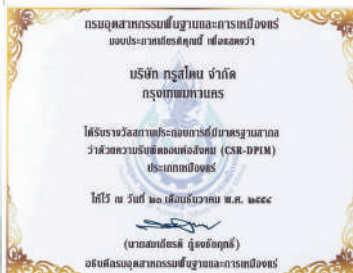 กรมอุตสาหกรรมพื้นฐานและการเหมืองแร่
มอบประกาศเกียรติคุณนี้ เพื่อแสดงว่า
บริษัท ทรูสโตน จำกัด
กรุงเทพมหานคร
ได้รับรางวัลสถานประกอบการที่มีมาตรฐานสากล
ว่าด้วยความรับผิดชอบต่อสังคม (CSR-DPIM)
ประเภทเหมืองแร่
ให้ไว้ ณ วันที่ ๒๐ เดือนธันวาคม พ.ศ. ๒๕๕๔
(นายสมเกียรติ ภู่ธงชัยฤทธิ์)
อธิบดีกรมอุตสาหกรรมพื้นฐานและการเหมืองแร่